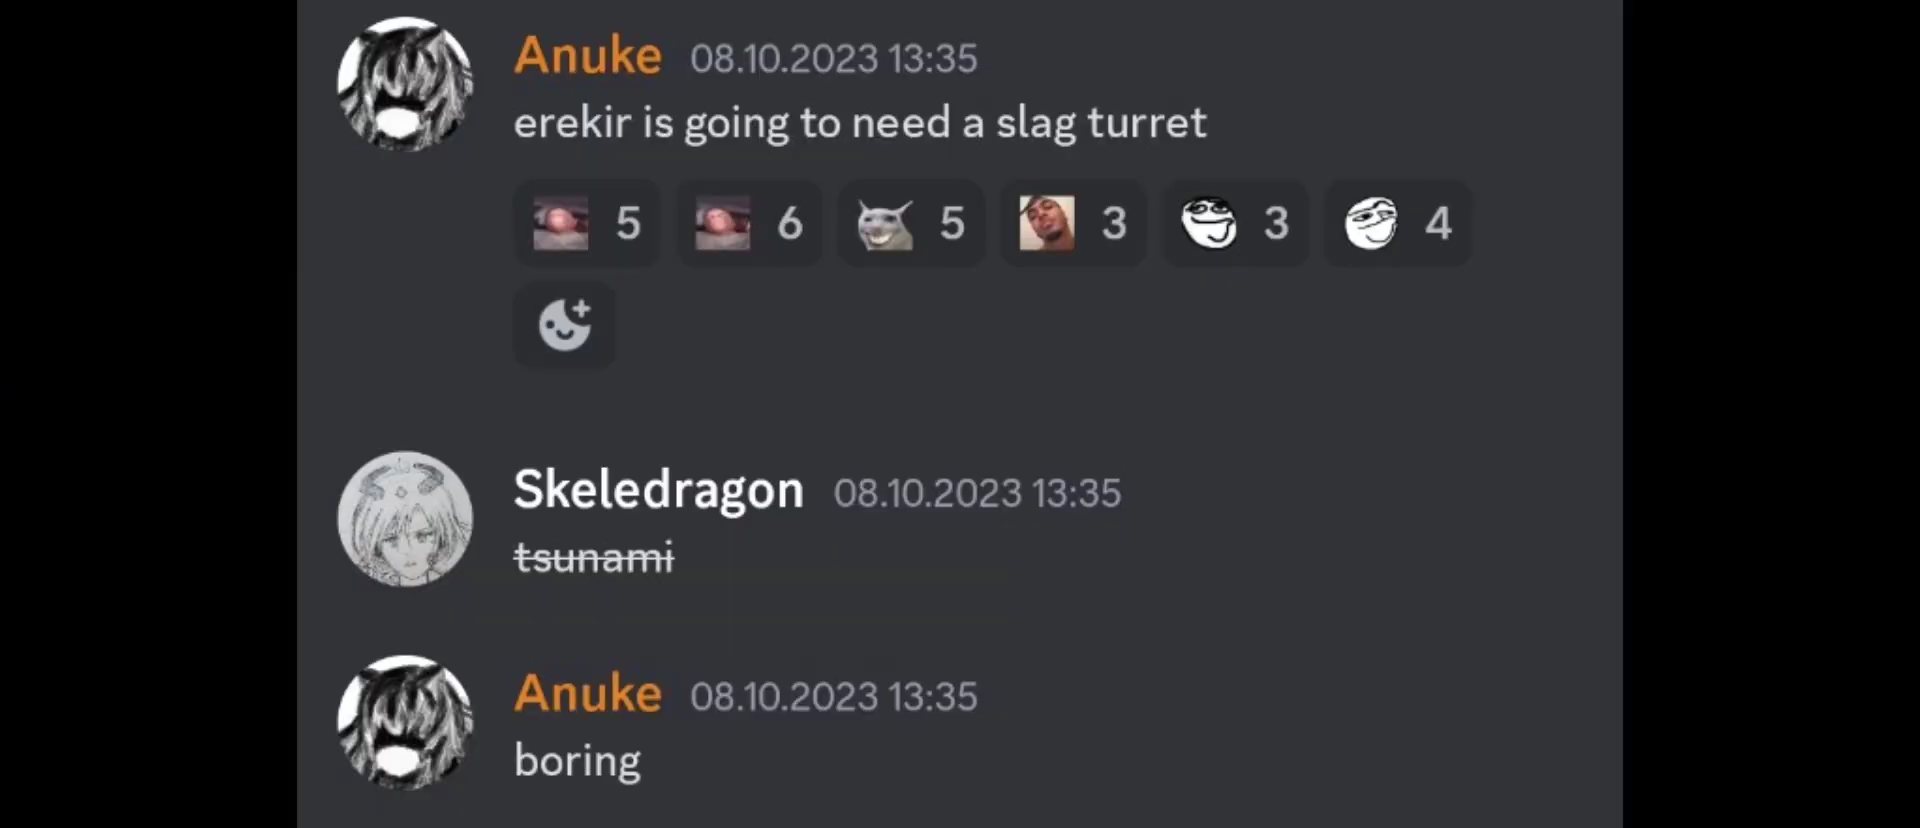 Anuke 08.10.2023 13:35
erekir is going to need a slag turret
5 6 5 3 3 4
Skeledragon 08.10.2023 13:35
tsunami
Anuke 08.10.2023 13:35
boring